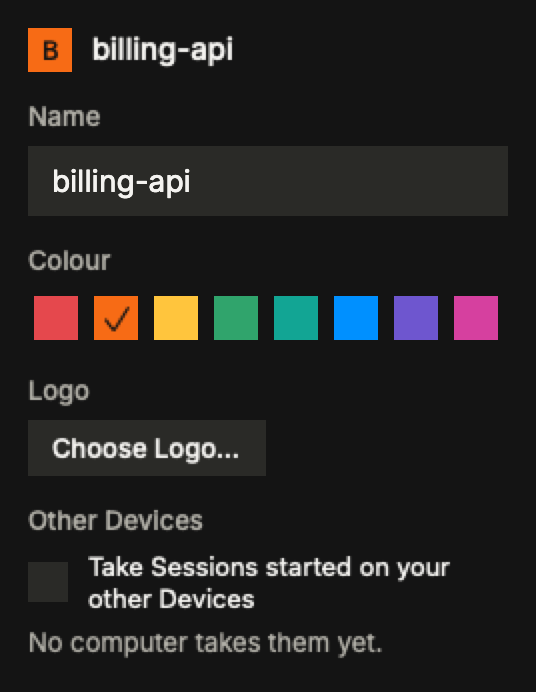 B billing-api
Name
billing-api
Colour
Logo
Choose Logo...
Other Devices
Take Sessions started on your
other Devices
No computer takes them yet.